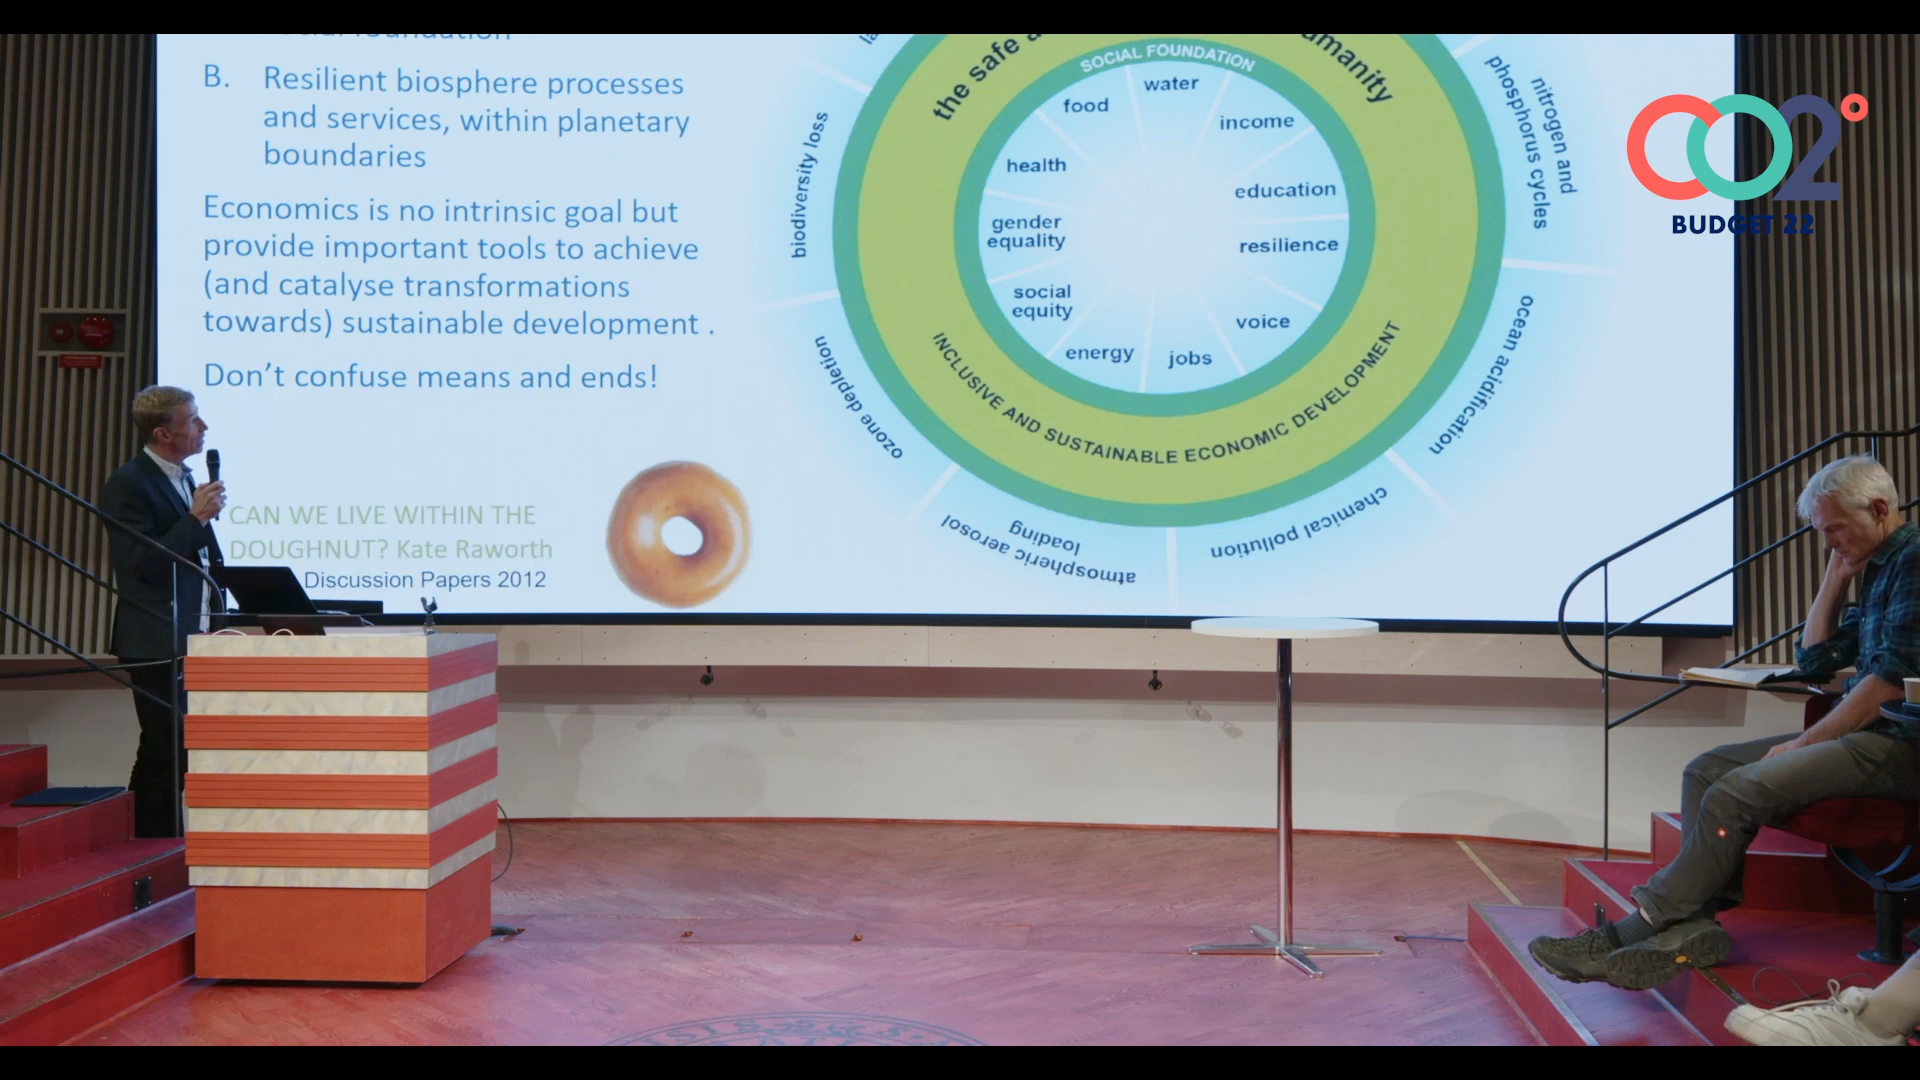 B. Resilient biosphere processes
and services, within planetary
boundaries
Economics is no intrinsic goal but
provide important tools to achieve
(and catalyse transformations
towards) sustainable development .
Don't confuse means and ends!
CAN WE LIVE WITHIN THE
DOUGHNUT? Kate Raworth
Discussion Papers 2012
the safe
umanity
SOCIAL FOUNDATION
water
food
income
health
education
gender
equality
resilience
social
equity
voice
energy
jobs
INCLUSIVE AND SUSTAINABLE ECONOMIC DEVELOPMENT
biodiversity loss
ozone depletion
atmospheric aerosol
loading
chemical pollution
ocean acidification
nitrogen and
phosphorus cycles
CO2°
BUDGET 22